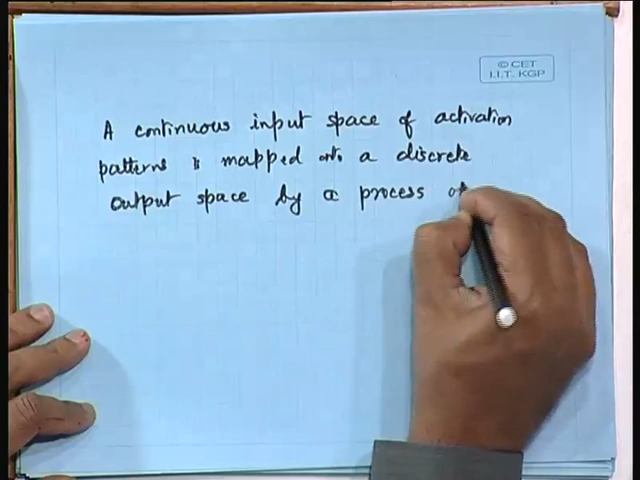 © CET
I.I.T. KGP
A continuous input space of activation
patterns is mapped onto a discrete
output space by a process of